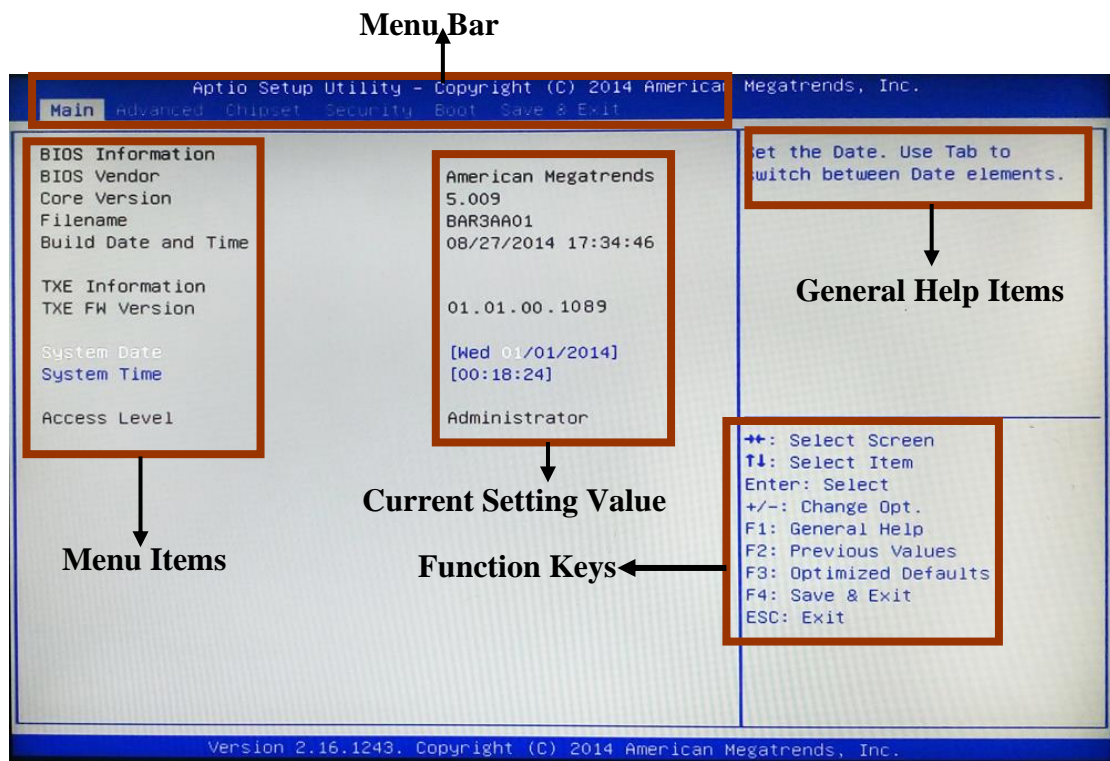 Menu Bar
Aptio Setup Utility – Copyright (C) 2014 American Megatrends, Inc.
Main Advanced Chipset Security Boot Save & Exit
BIOS Information
BIOS Vendor American Megatrends
Core Version 5.009
Filename BAR3AA01
Build Date and Time 08/27/2014 17:34:46
TXE Information
TXE FW Version 01.01.00.1089
System Date [Wed 01/01/2014]
System Time [00:18:24]
Access Level Administrator
Set the Date. Use Tab to
switch between Date elements.
General Help Items
→←: Select Screen
↑↓: Select Item
Enter: Select
+/-: Change Opt.
F1: General Help
F2: Previous Values
F3: Optimized Defaults
F4: Save & Exit
ESC: Exit
Current Setting Value
Menu Items
Function Keys
Version 2.16.1243. Copyright (C) 2014 American Megatrends, Inc.